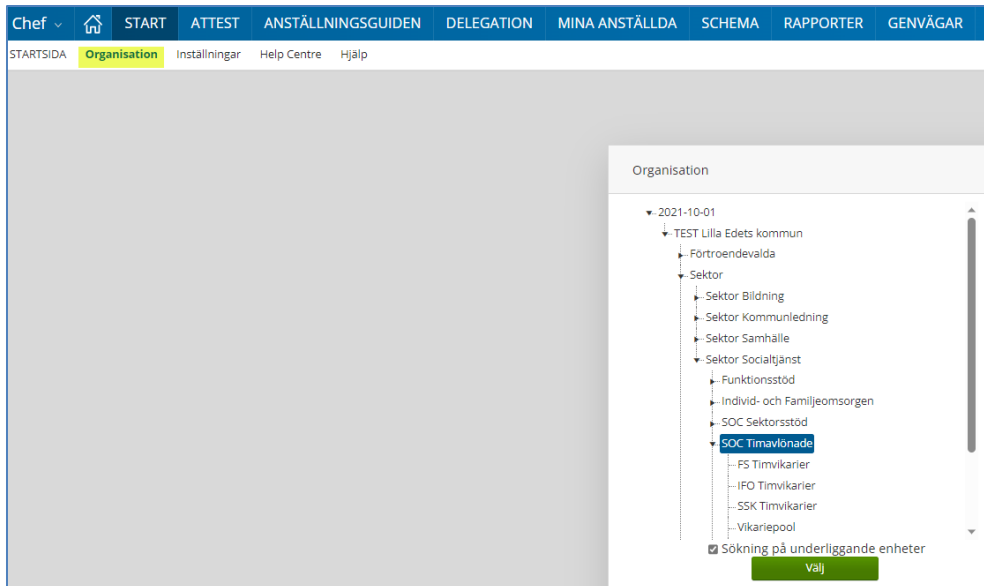 Chef START ATTEST ANSTÄLLNINGSGUIDEN DELEGATION MINA ANSTÄLLDA SCHEMA RAPPORTER GENVÄGAR
STARTSIDA Organisation Inställningar Help Centre Hjälp
Organisation
2021-10-01
TEST Lilla Edets kommun
Förtroendevalda
Sektor
Sektor Bildning
Sektor Kommunledning
Sektor Samhälle
Sektor Socialtjänst
Funktionsstöd
Individ- och Familjeomsorgen
SOC Sektorsstöd
SOC Timavlönade
FS Timvikarier
IFO Timvikarier
SSK Timvikarier
Vikariepool
Sökning på underliggande enheter
Välj